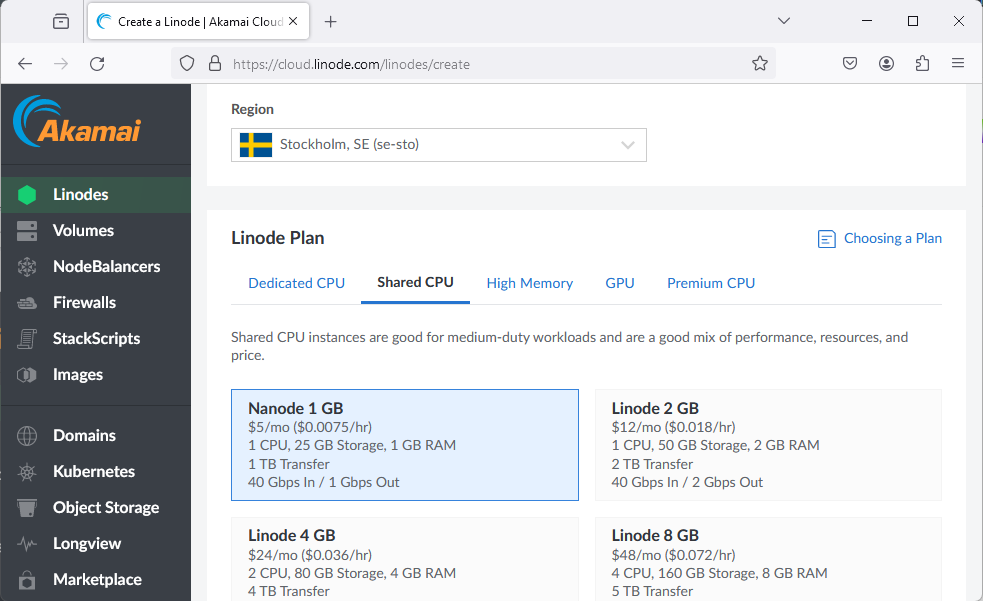 Create a Linode | Akamai Cloud
https://cloud.linode.com/linodes/create
Akamai
Linodes
Volumes
NodeBalancers
Firewalls
StackScripts
Images
Domains
Kubernetes
Object Storage
Longview
Marketplace
Region
Stockholm, SE (se-sto)
Linode Plan
Choosing a Plan
Dedicated CPU
Shared CPU
High Memory
GPU
Premium CPU
Shared CPU instances are good for medium-duty workloads and are a good mix of performance, resources, and
price.
Nanode 1 GB
$5/mo ($0.0075/hr)
1 CPU, 25 GB Storage, 1 GB RAM
1 TB Transfer
40 Gbps In / 1 Gbps Out
Linode 2 GB
$12/mo ($0.018/hr)
1 CPU, 50 GB Storage, 2 GB RAM
2 TB Transfer
40 Gbps In / 2 Gbps Out
Linode 4 GB
$24/mo ($0.036/hr)
2 CPU, 80 GB Storage, 4 GB RAM
4 TB Transfer
Linode 8 GB
$48/mo ($0.072/hr)
4 CPU, 160 GB Storage, 8 GB RAM
5 TB Transfer